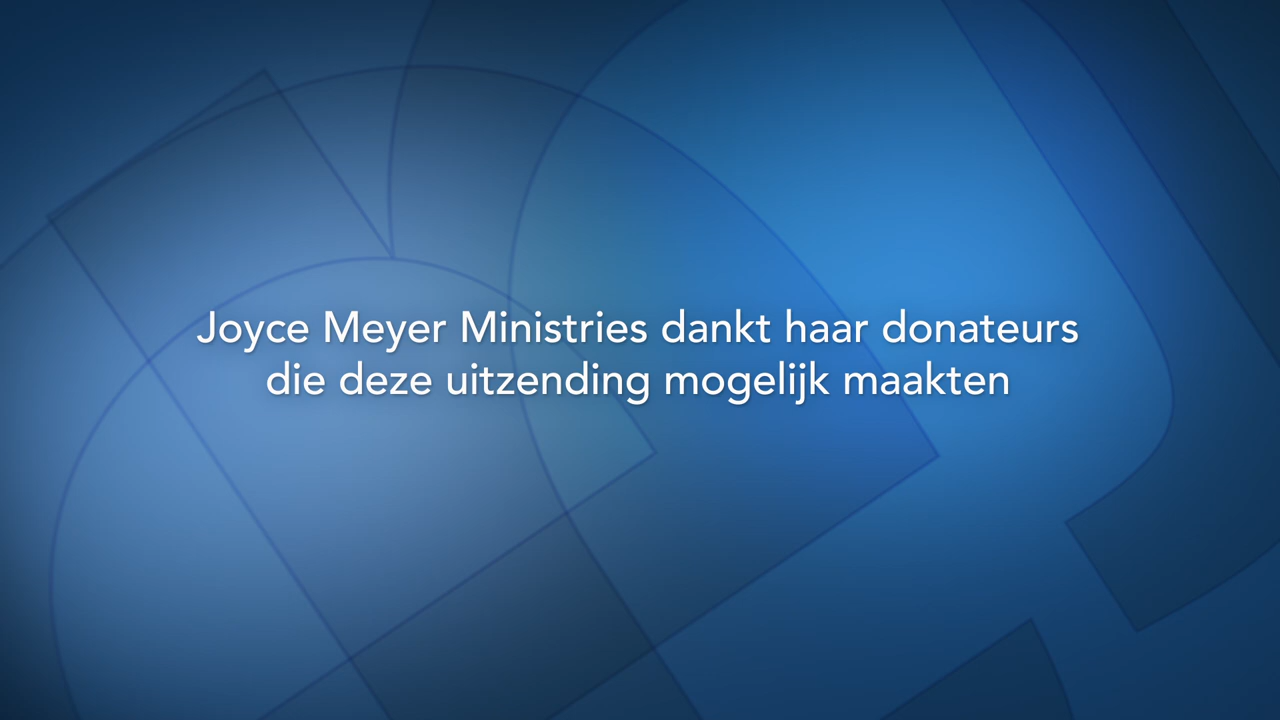 Joyce Meyer Ministries dankt haar donateurs
die deze uitzending mogelijk maakten